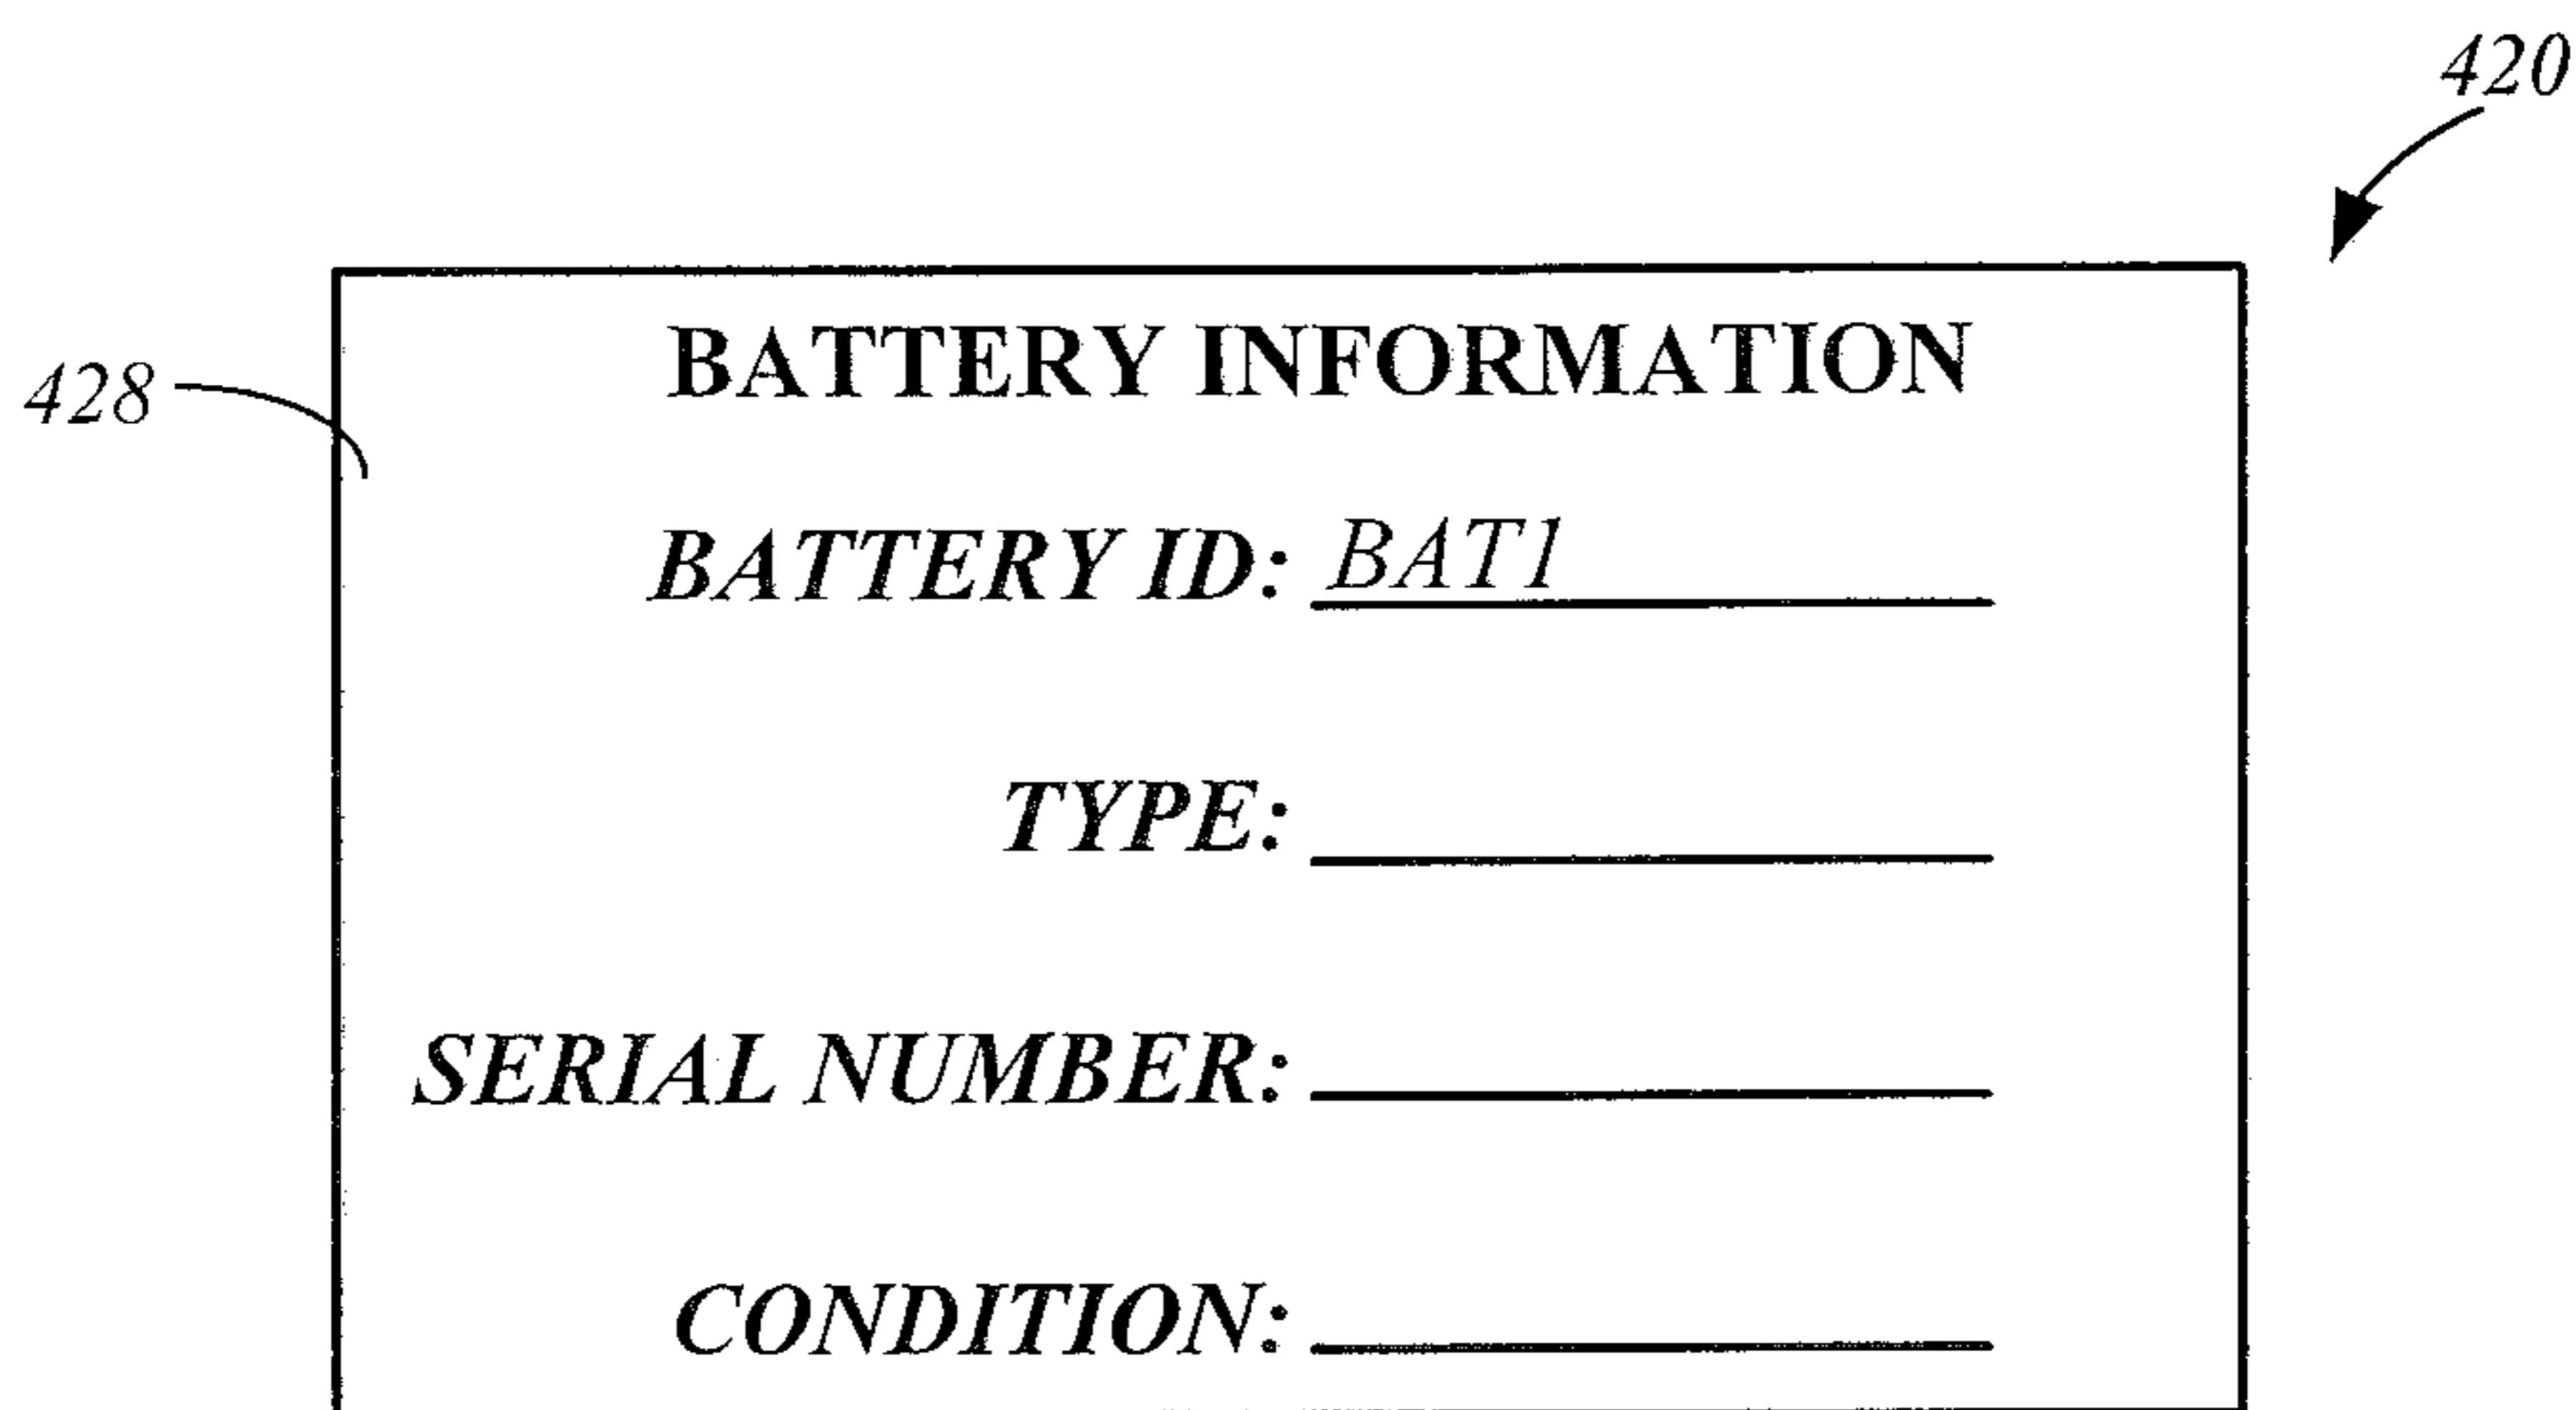 420
BATTERY INFORMATION
428
BATTERY ID: BAT1
TYPE:
SERIAL NUMBER:
CONDITION: